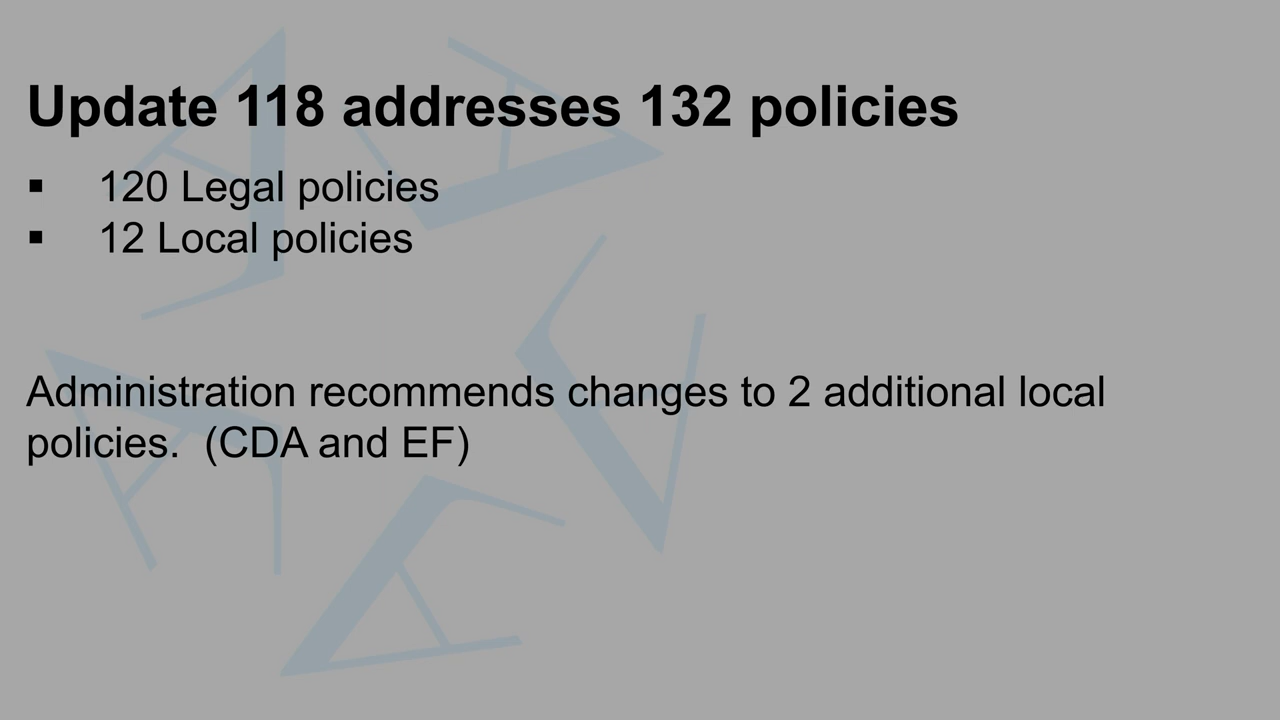 Update 118 addresses 132 policies
▪ 120 Legal policies
▪ 12 Local policies
Administration recommends changes to 2 additional local
policies.  (CDA and EF)